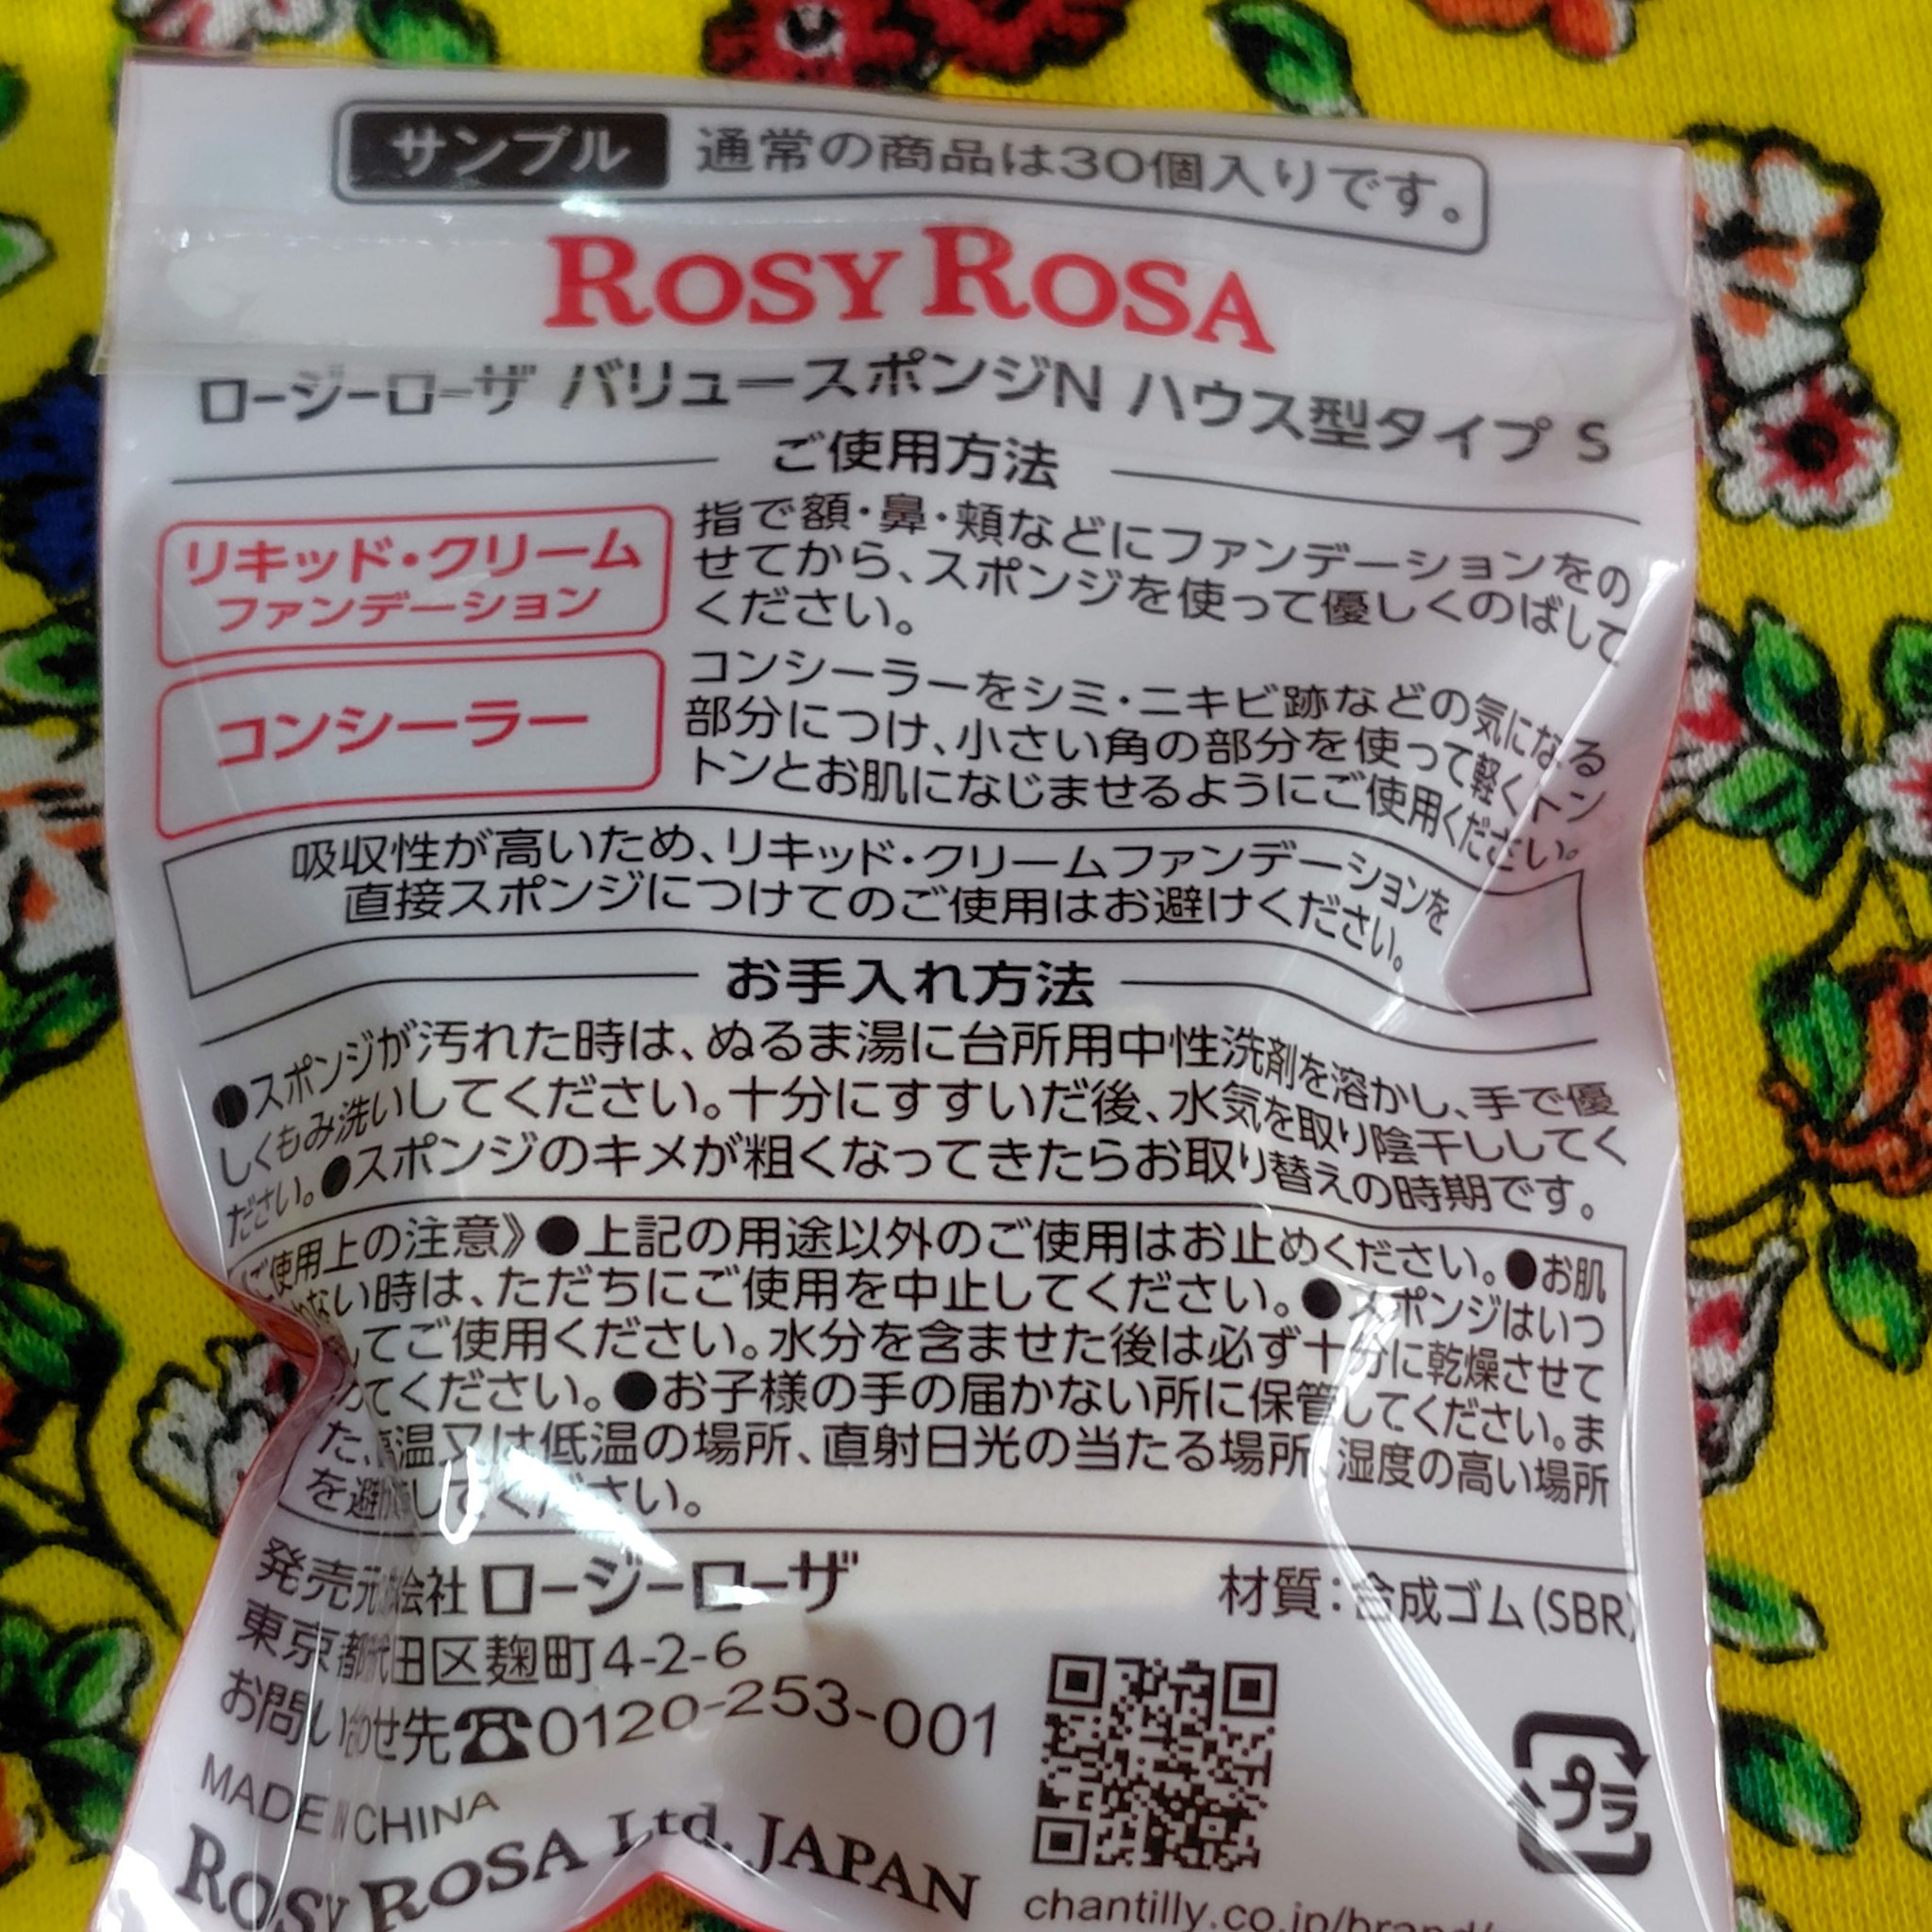 サンプル 通常の商品は30個入りです。
ROSY ROSA
ロージーローザ バリュースポンジN ハウス型タイプ S
ご使用方法
リキッド・クリーム
ファンデーション
指で額・鼻・頬などにファンデーションをの
せてから、スポンジを使って優しくのばして
ください。
コンシーラー
コンシーラーをシミ・ニキビ跡などの気になる
部分につけ、小さい角の部分を使って軽くトン
トンとお肌になじませるようにご使用ください。
吸収性が高いため、リキッド・クリームファンデーションを
直接スポンジにつけてのご使用はお避けください。
お手入れ方法
●スポンジが汚れた時は、ぬるま湯に台所用中性洗剤を溶かし、手で優
しくもみ洗いしてください。十分にすすいだ後、水気を取り陰干ししてく
ださい。●スポンジのキメが粗くなってきたらお取り替えの時期です。
ご使用上の注意》●上記の用途以外のご使用はお止めください。●お肌
ない時は、ただちにご使用を中止してください。●スポンジはいつ
してご使用ください。水分を含ませた後は必ず十分に乾燥させて
ってください。●お子様の手の届かない所に保管してください。ま
た、高温又は低温の場所、直射日光の当たる場所、湿度の高い場所
を避けてください。
発売元 会社 ロージーローザ
材質：合成ゴム(SBR)
東京都 代田区麹町4-2-6
お問い合わせ先☎0120-253-001
MADE IN CHINA
ROSY ROSA Ltd. JAPAN
プラ
chantilly.co.jp/brand/